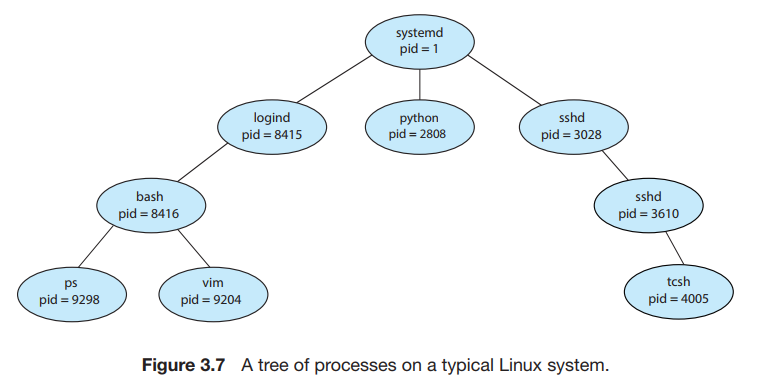 systemd
pid = 1
logind
pid = 8415
python
pid = 2808
sshd
pid = 3028
bash
pid = 8416
sshd
pid = 3610
ps
pid = 9298
vim
pid = 9204
tcsh
pid = 4005
Figure 3.7 A tree of processes on a typical Linux system.